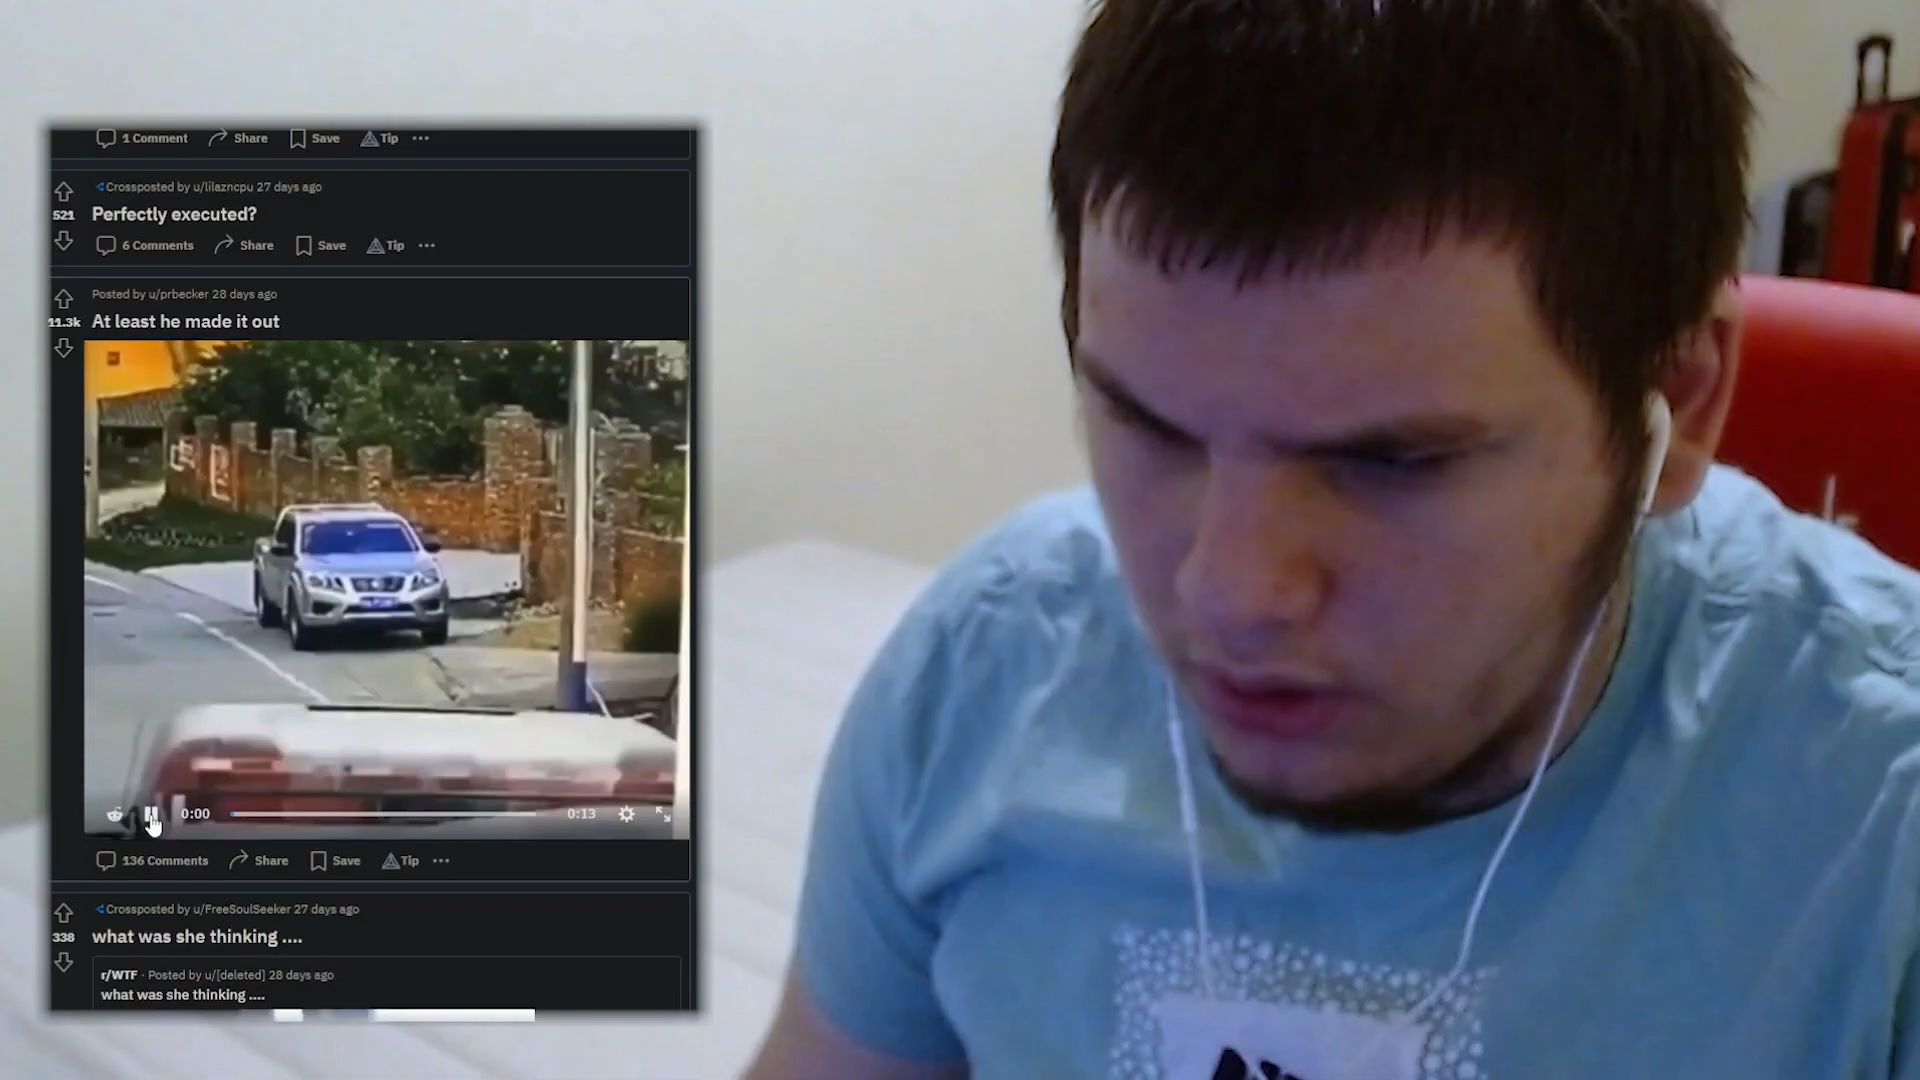 1 Comment Share Save Tip
Crossposted by u/lilazncpu 27 days ago
521
Perfectly executed?
6 Comments Share Save Tip
Posted by u/prbecker 28 days ago
11.3k
At least he made it out
0:00 0:13
136 Comments Share Save Tip
Crossposted by u/FreeSoulSeeker 27 days ago
338
what was she thinking ....
r/WTF · Posted by u/[deleted] 28 days ago
what was she thinking ....